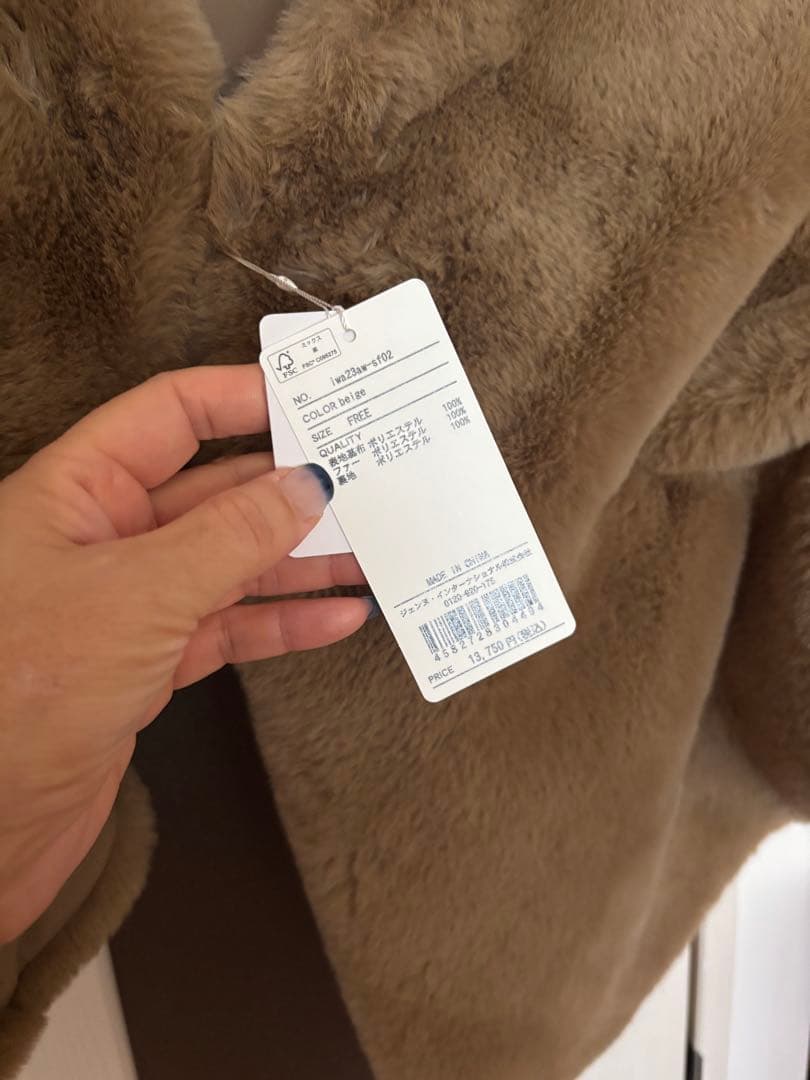 ミックス
紙
FSC
FSC® C095275
NO. iwa23aw-sf02
COLOR beige
SIZE FREE
QUALITY
表地基布 ポリエステル 100%
ファー ポリエステル 100%
裏地 ポリエステル 100%
MADE IN CHINA
ジェンヌ・インターナショナル株式会社
0120-620-175
4582728304494
PRICE 13,750円(税込)